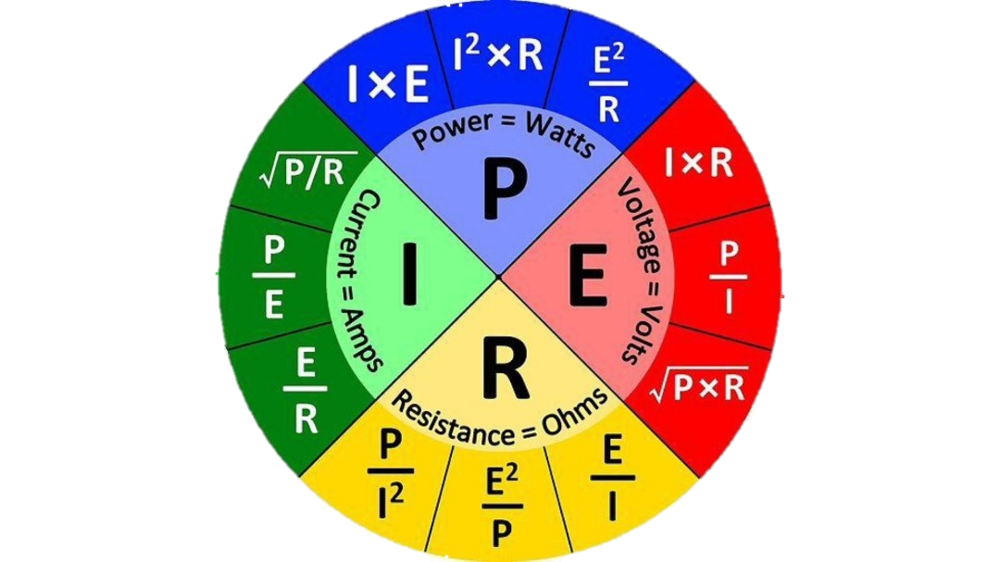 I×E
I²×R
E²
R
Power = Watts
P
√P/R
P
E
E
R
Current = Amps
I
I×R
P
I
√P×R
Voltage = Volts
E
R
Resistance = Ohms
P
I²
E²
P
E
I